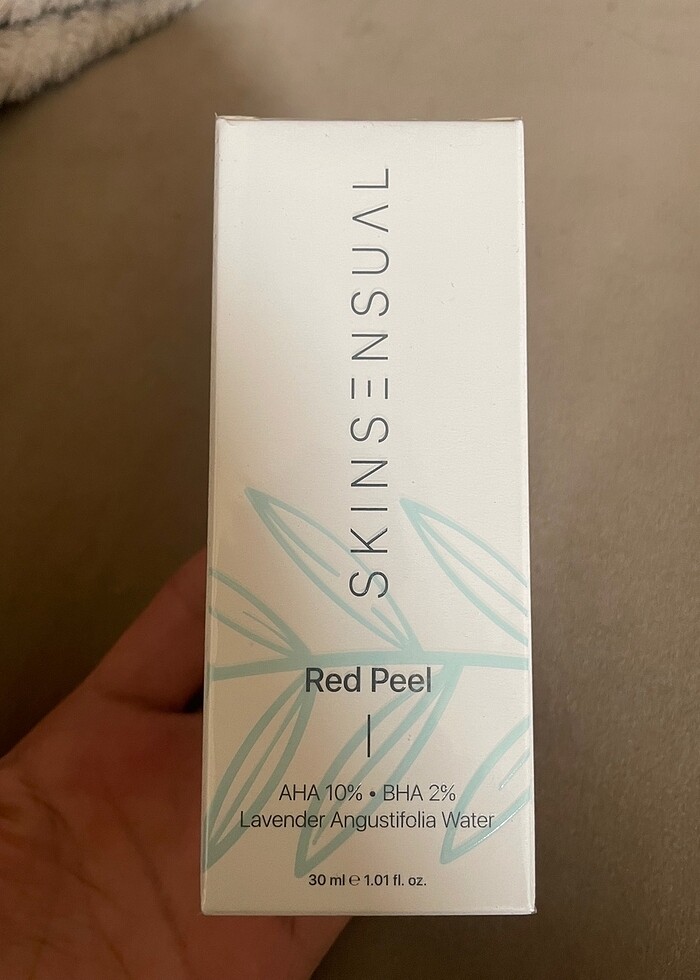 SKINSENSUAL
Red Peel
AHA 10% • BHA 2%
Lavender Angustifolia Water
30 ml ℮ 1.01 fl. oz.